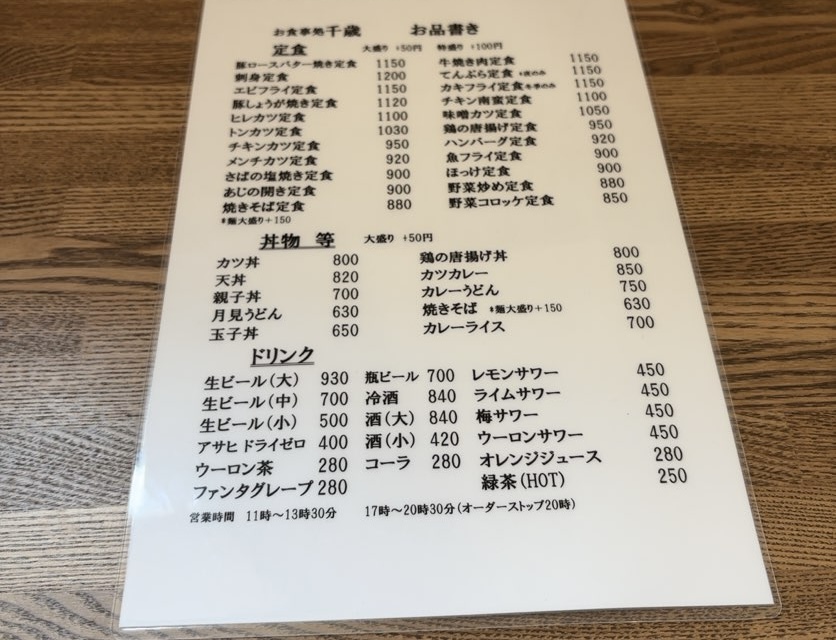 お食事処千歳 お品書き
定食 大盛り +50円 特盛り +100円
豚ロースバター焼き定食 1150 牛焼き肉定食 1150
刺身定食 1200 てんぷら定食 *夜のみ 1150
エビフライ定食 1150 カキフライ定食 冬季のみ 1150
豚しょうが焼き定食 1120 チキン南蛮定食 1100
ヒレカツ定食 1100 味噌カツ定食 1050
トンカツ定食 1030 鶏の唐揚げ定食 950
チキンカツ定食 950 ハンバーグ定食 920
メンチカツ定食 920 魚フライ定食 900
さばの塩焼き定食 900 ほっけ定食 900
あじの開き定食 900 野菜炒め定食 880
焼きそば定食 880 野菜コロッケ定食 850
*麺大盛り+150
丼物 等 大盛り +50円
カツ丼 800 鶏の唐揚げ丼 800
天丼 820 カツカレー 850
親子丼 700 カレーうどん 750
月見うどん 630 焼きそば *麺大盛り+150 630
玉子丼 650 カレーライス 700
ドリンク
生ビール(大) 930 瓶ビール 700 レモンサワー 450
生ビール(中) 700 冷酒 840 ライムサワー 450
生ビール(小) 500 酒(大) 840 梅サワー 450
アサヒドライゼロ 400 酒(小) 420 ウーロンサワー 450
ウーロン茶 280 コーラ 280 オレンジジュース 280
ファンタグレープ 280 緑茶(HOT) 250
営業時間 11時〜13時30分 17時〜20時30分(オーダーストップ20時)